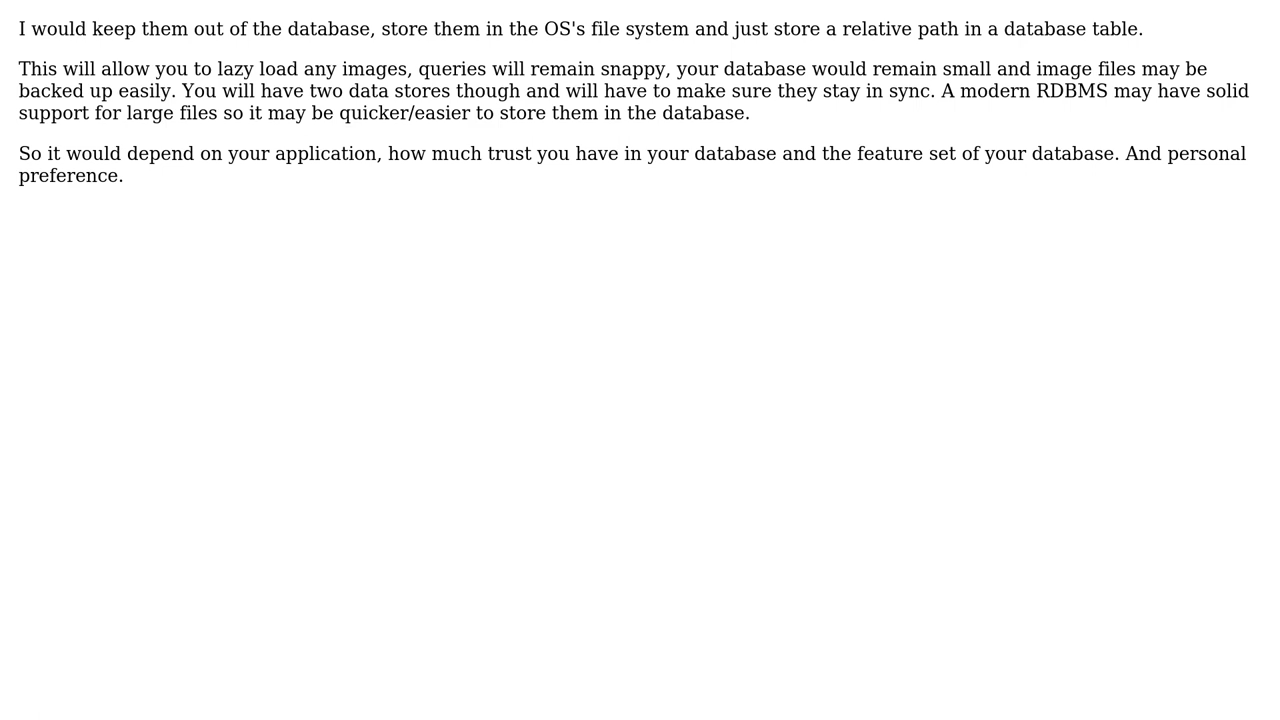 I would keep them out of the database, store them in the OS's file system and just store a relative path in a database table.
This will allow you to lazy load any images, queries will remain snappy, your database would remain small and image files may be
backed up easily. You will have two data stores though and will have to make sure they stay in sync. A modern RDBMS may have solid
support for large files so it may be quicker/easier to store them in the database.
So it would depend on your application, how much trust you have in your database and the feature set of your database. And personal
preference.